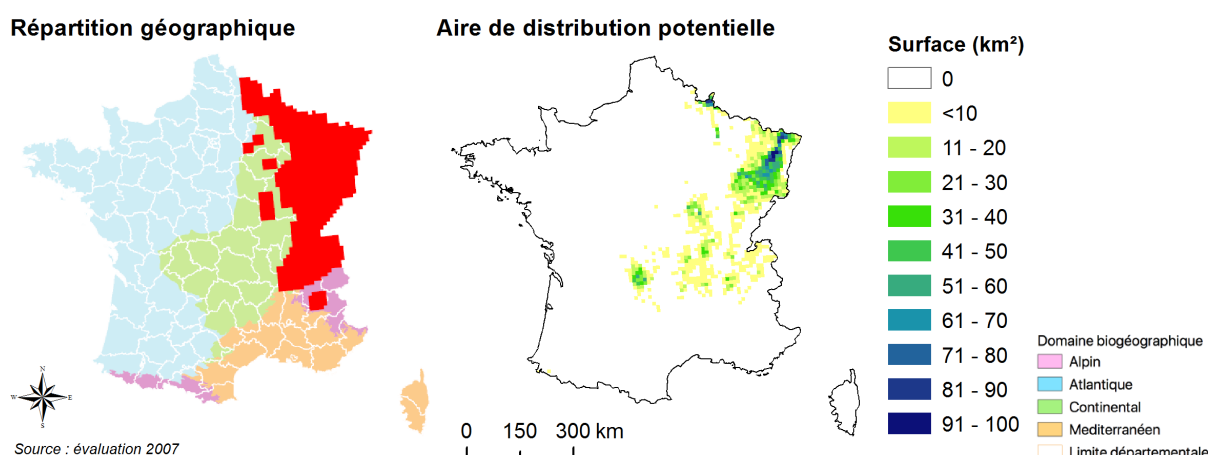 Répartition géographique
Aire de distribution potentielle
Surface (km²)
0
<10
11 - 20
21 - 30
31 - 40
41 - 50
51 - 60
61 - 70
71 - 80
81 - 90
91 - 100
Domaine biogéographique
Alpin
Atlantique
Continental
Mediterranéen
Limite départementale
N
W
E
S
0 150 300 km
Source : évaluation 2007